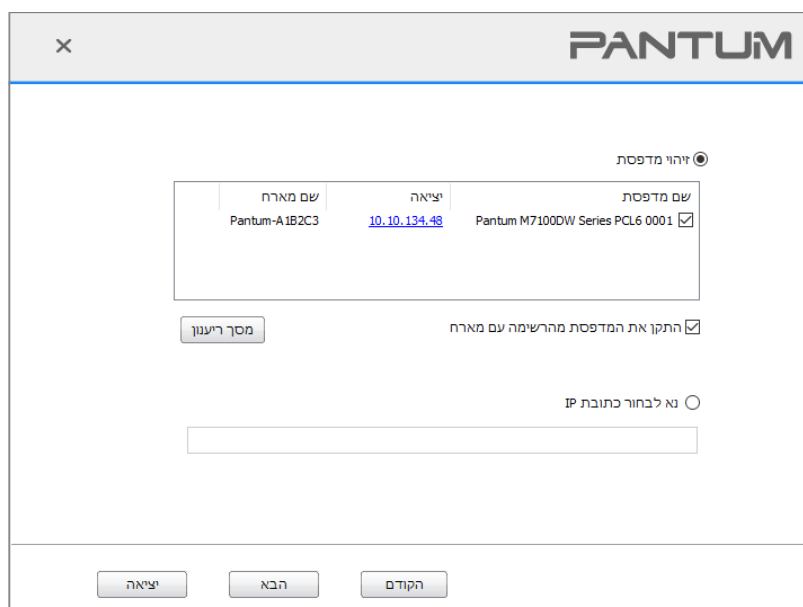 PANTUM
זיהוי מדפסת
שם מדפסת יציאה שם מארח
Pantum M7100DW Series PCL6 0001 10.10.134.48 Pantum-A1B2C3
התקן את המדפסת מהרשימה עם מארח מסך ריענון
נא לבחור כתובת IP
הקודם הבא יציאה